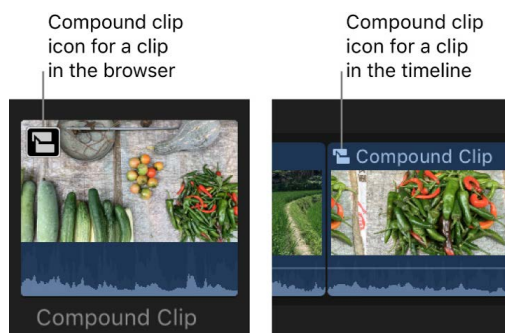 Compound clip
icon for a clip
in the browser
Compound clip
icon for a clip
in the timeline
Compound Clip
Compound Clip